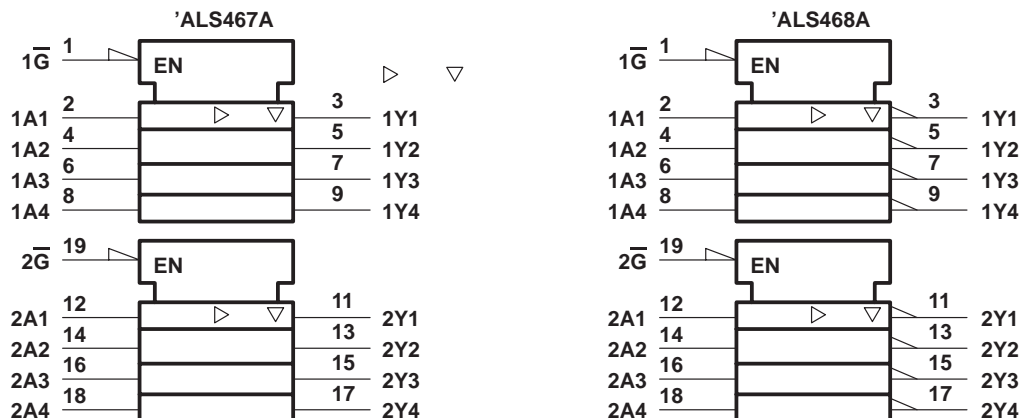 'ALS467A
1G̅ 1 EN
1A1 2 3 1Y1
1A2 4 5 1Y2
1A3 6 7 1Y3
1A4 8 9 1Y4
2G̅ 19 EN
2A1 12 11 2Y1
2A2 14 13 2Y2
2A3 16 15 2Y3
2A4 18 17 2Y4
'ALS468A
1G̅ 1 EN
1A1 2 3 1Y1
1A2 4 5 1Y2
1A3 6 7 1Y3
1A4 8 9 1Y4
2G̅ 19 EN
2A1 12 11 2Y1
2A2 14 13 2Y2
2A3 16 15 2Y3
2A4 18 17 2Y4